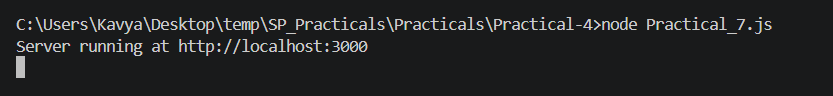 C:\Users\Kavya\Desktop\temp\SP_Practicals\Practicals\Practical-4>node Practical_7.js
Server running at http://localhost:3000